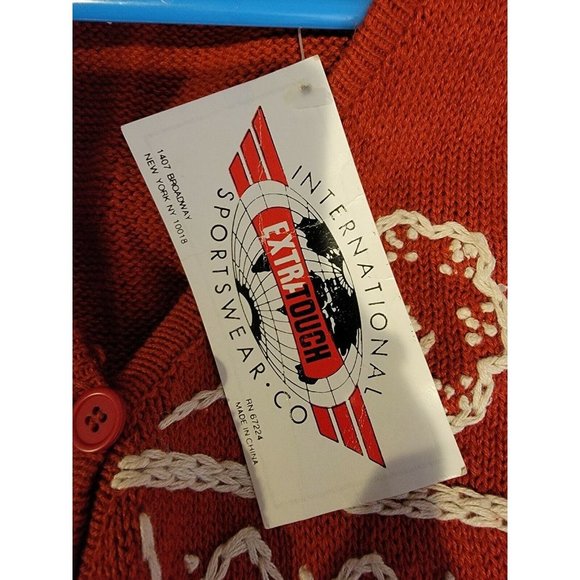 1407 BROADWAY
NEW YORK NY 10018
INTERNATIONAL
EXTRA TOUCH
SPORTSWEAR • CO
RN 67224
MADE IN CHINA